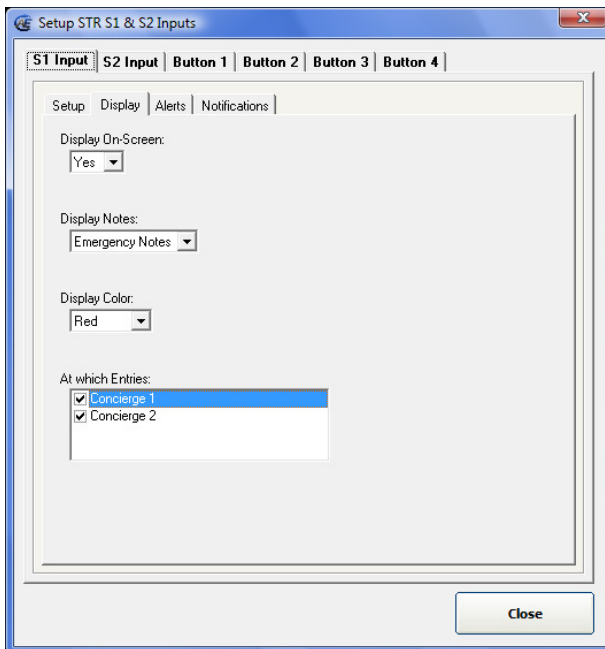 Setup STR S1 & S2 Inputs
S1 Input S2 Input Button 1 Button 2 Button 3 Button 4
Setup Display Alerts Notifications
Display On-Screen:
Yes
Display Notes:
Emergency Notes
Display Color:
Red
At which Entries:
Concierge 1
Concierge 2
Close